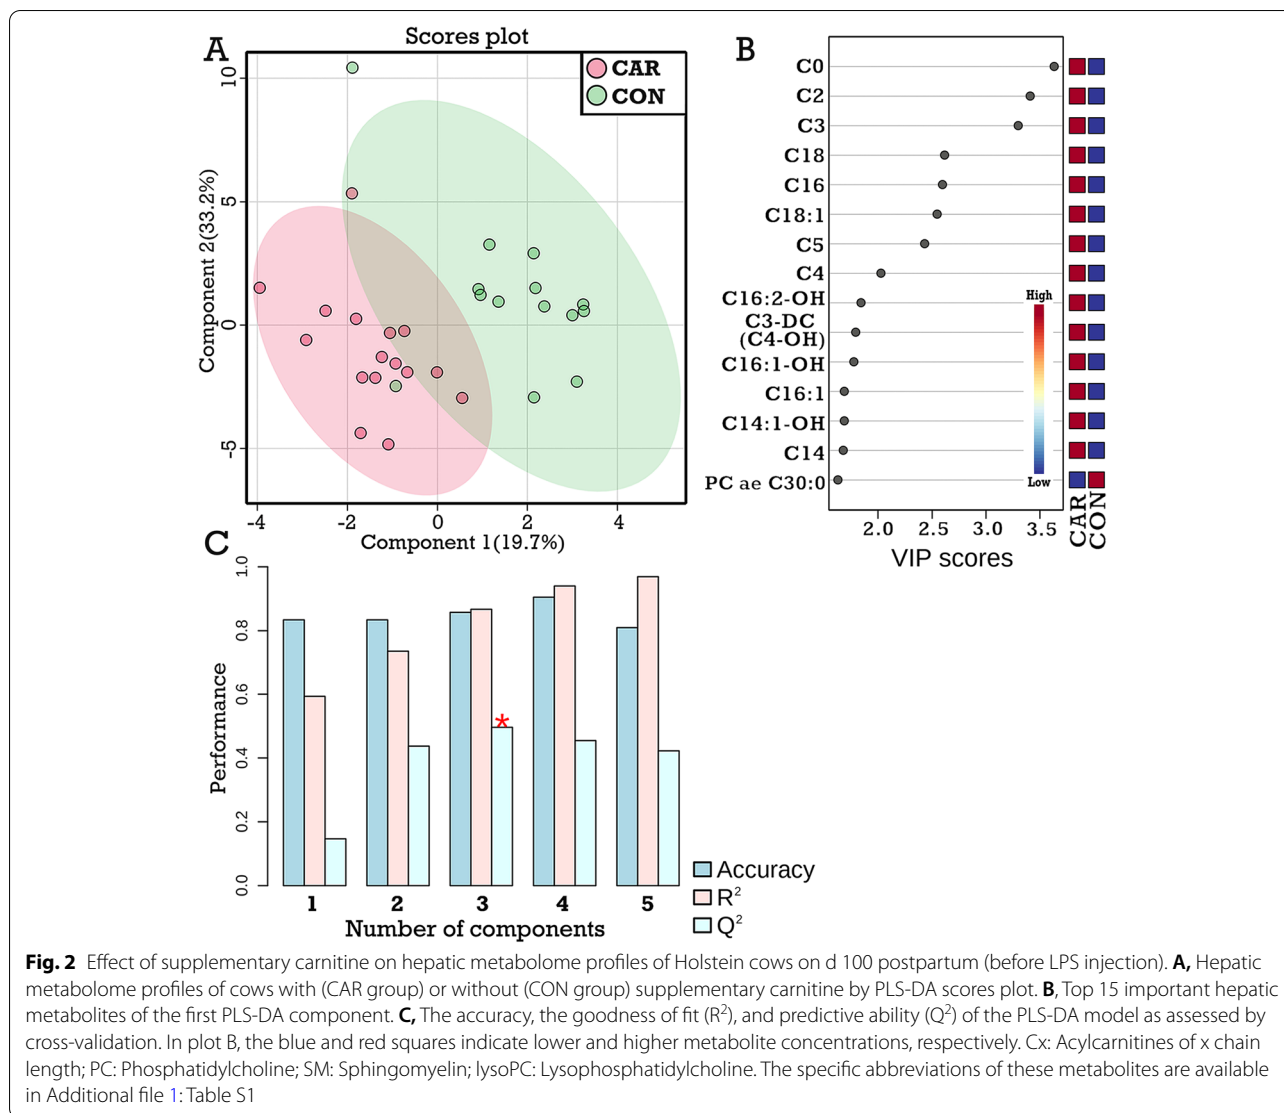 A
Scores plot
CAR
CON
10
5
0
-5
Component 2(33.2%)
-4 -2 0 2 4
Component 1(19.7%)
B
C0
C2
C3
C18
C16
C18:1
C5
C4
C16:2-OH
C3-DC
(C4-OH)
C16:1-OH
C16:1
C14:1-OH
C14
PC ae C30:0
High
Low
2.0 2.5 3.0 3.5
VIP scores
CAR
CON
C
1.0
0.8
0.6
0.4
0.2
0.0
Performance
*
1 2 3 4 5
Number of components
Accuracy
R²
Q²
Fig. 2 Effect of supplementary carnitine on hepatic metabolome profiles of Holstein cows on d 100 postpartum (before LPS injection). A, Hepatic
metabolome profiles of cows with (CAR group) or without (CON group) supplementary carnitine by PLS-DA scores plot. B, Top 15 important hepatic
metabolites of the first PLS-DA component. C, The accuracy, the goodness of fit (R²), and predictive ability (Q²) of the PLS-DA model as assessed by
cross-validation. In plot B, the blue and red squares indicate lower and higher metabolite concentrations, respectively. Cx: Acylcarnitines of x chain
length; PC: Phosphatidylcholine; SM: Sphingomyelin; lysoPC: Lysophosphatidylcholine. The specific abbreviations of these metabolites are available
in Additional file 1: Table S1